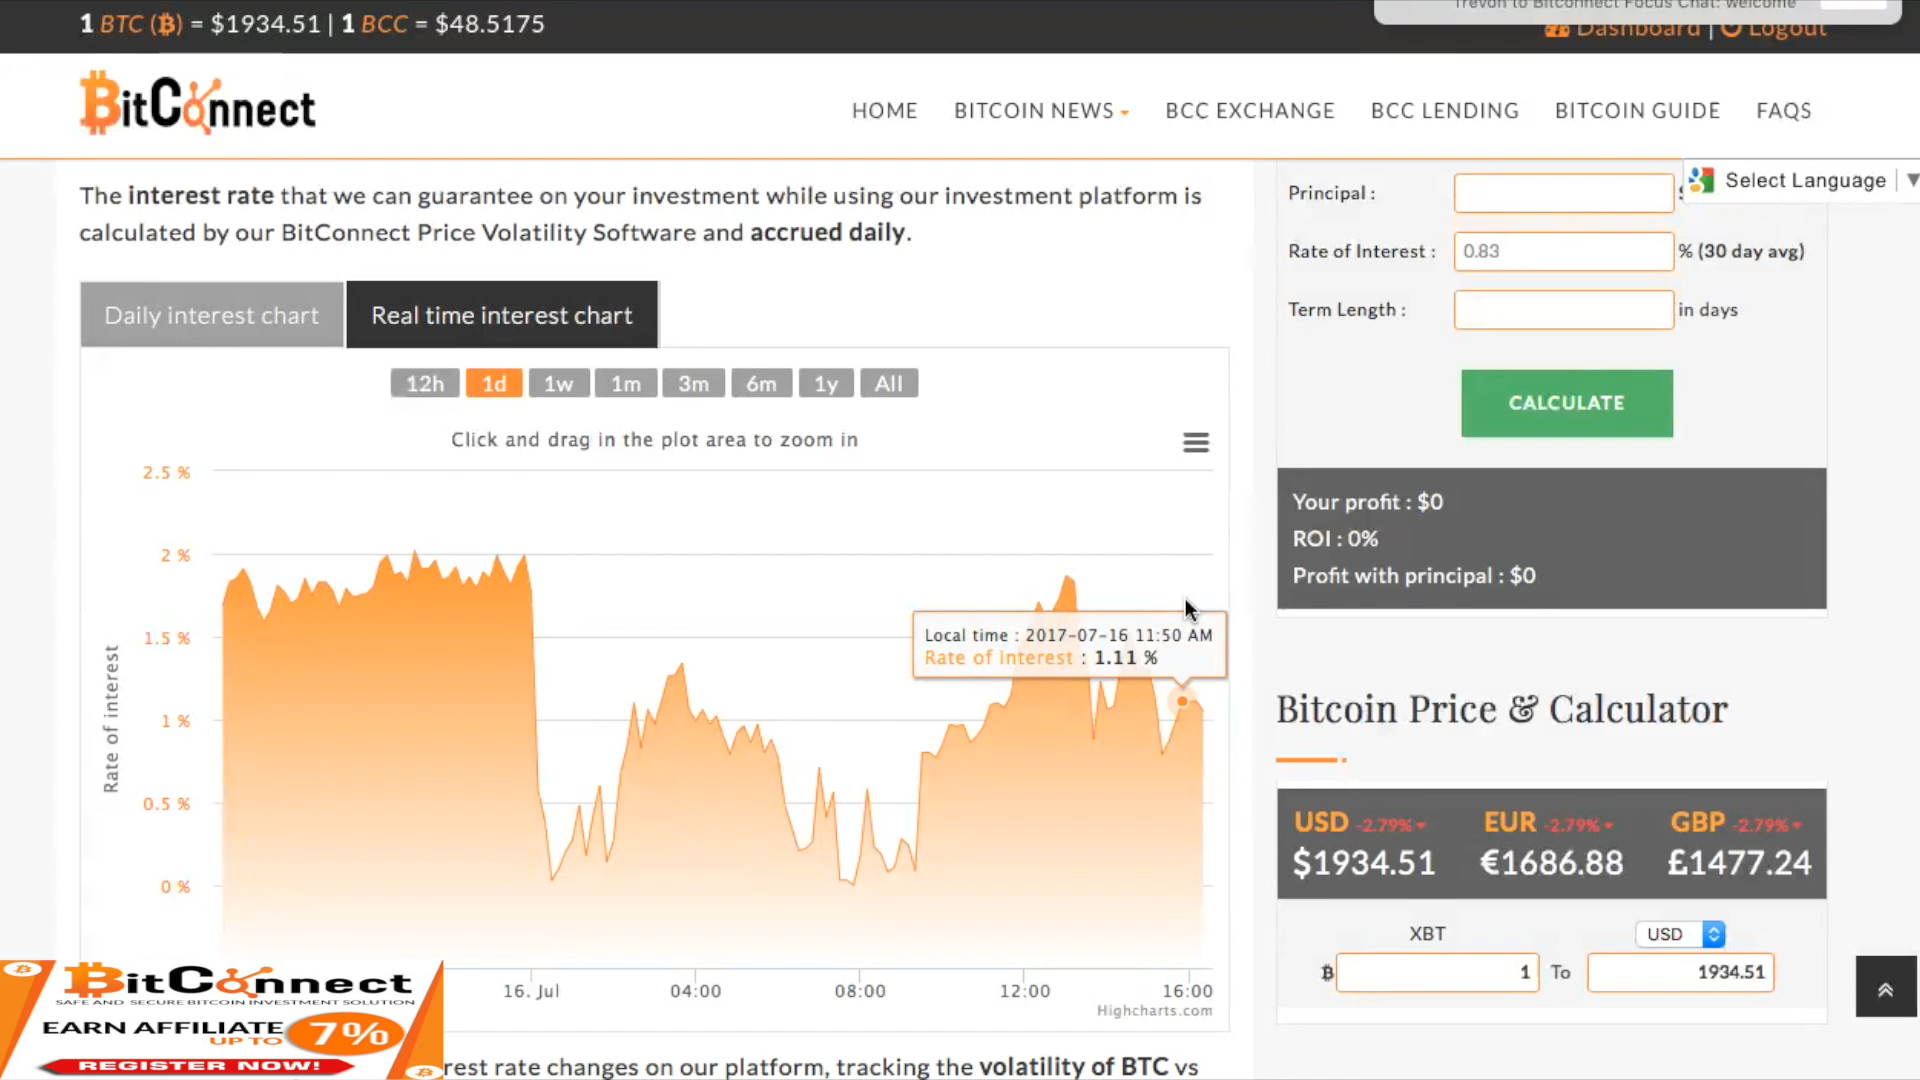 1 BTC (฿) = $1934.51 | 1 BCC = $48.5175
Trevon to Bitconnect Focus Chat: welcome
Dashboard | Logout
BitConnect
HOME BITCOIN NEWS BCC EXCHANGE BCC LENDING BITCOIN GUIDE FAQS
Select Language
The interest rate that we can guarantee on your investment while using our investment platform is
calculated by our BitConnect Price Volatility Software and accrued daily.
Daily interest chart
Real time interest chart
12h 1d 1w 1m 3m 6m 1y All
Click and drag in the plot area to zoom in
Rate of interest
2.5 %
2 %
1.5 %
1 %
0.5 %
0 %
Local time : 2017-07-16 11:50 AM
Rate of interest : 1.11 %
16. Jul 04:00 08:00 12:00 16:00
Highcharts.com
rest rate changes on our platform, tracking the volatility of BTC vs
BitConnect
SAFE AND SECURE BITCOIN INVESTMENT SOLUTION
EARN AFFILIATE
UP TO
7%
REGISTER NOW!
Principal :
Rate of Interest : 0.83 % (30 day avg)
Term Length : in days
CALCULATE
Your profit : $0
ROI : 0%
Profit with principal : $0
Bitcoin Price & Calculator
USD -2.79% EUR -2.79% GBP -2.79%
$1934.51 €1686.88 £1477.24
XBT USD
฿ 1 To 1934.51